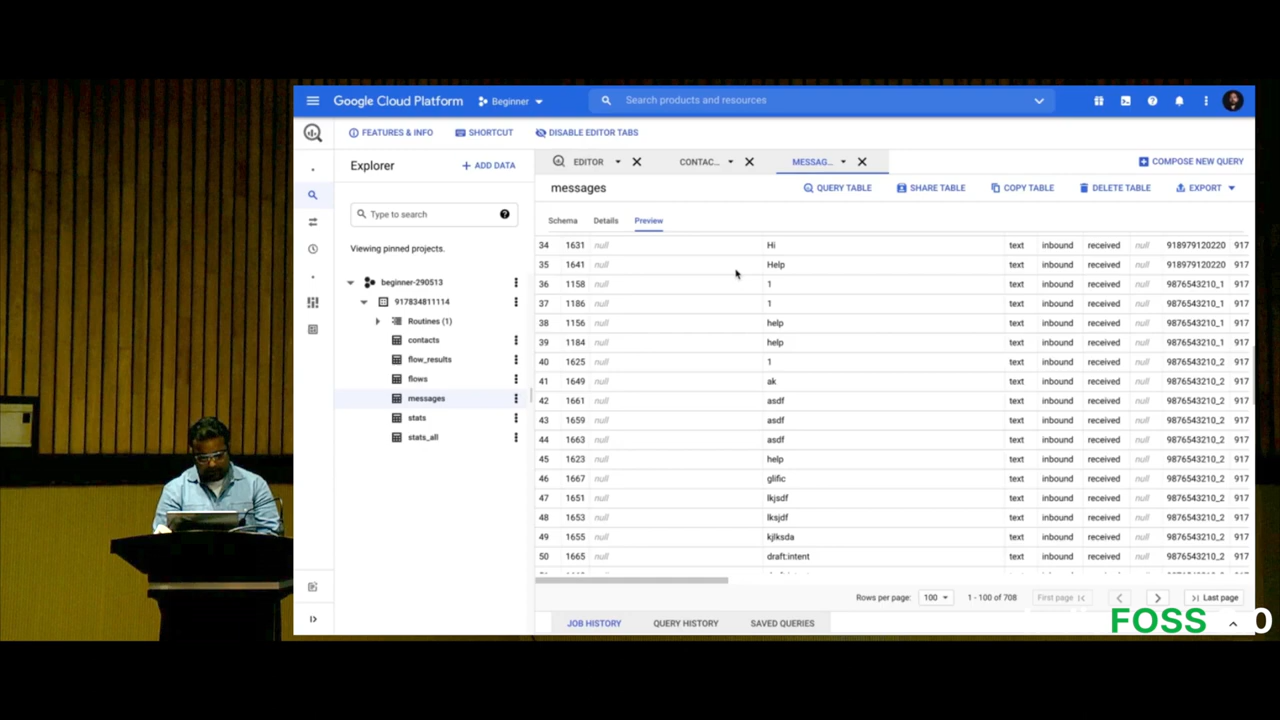 Google Cloud Platform Beginner Search products and resources
FEATURES & INFO SHORTCUT DISABLE EDITOR TABS
Explorer + ADD DATA
EDITOR CONTAC... MESSAG... COMPOSE NEW QUERY
messages QUERY TABLE SHARE TABLE COPY TABLE DELETE TABLE EXPORT
Type to search
Schema Details Preview
Viewing pinned projects.
beginner-290513
917834811114
Routines (1)
contacts
flow_results
flows
messages
stats
stats_all
34 1631 null Hi text inbound received null 918979120220 917
35 1641 null Help text inbound received null 918979120220 917
36 1158 null 1 text inbound received null 9876543210_1 917
37 1186 null 1 text inbound received null 9876543210_1 917
38 1156 null help text inbound received null 9876543210_1 917
39 1184 null help text inbound received null 9876543210_1 917
40 1625 null 1 text inbound received null 9876543210_2 917
41 1649 null ak text inbound received null 9876543210_2 917
42 1661 null asdf text inbound received null 9876543210_2 917
43 1659 null asdf text inbound received null 9876543210_2 917
44 1663 null asdf text inbound received null 9876543210_2 917
45 1623 null help text inbound received null 9876543210_2 917
46 1667 null glific text inbound received null 9876543210_2 917
47 1651 null lkjsdf text inbound received null 9876543210_2 917
48 1653 null lksjdf text inbound received null 9876543210_2 917
49 1655 null kjlksda text inbound received null 9876543210_2 917
50 1665 null draft:intent text inbound received null 9876543210_2 917
Rows per page: 100 1 - 100 of 708 First page Last page
JOB HISTORY QUERY HISTORY SAVED QUERIES
FOSS